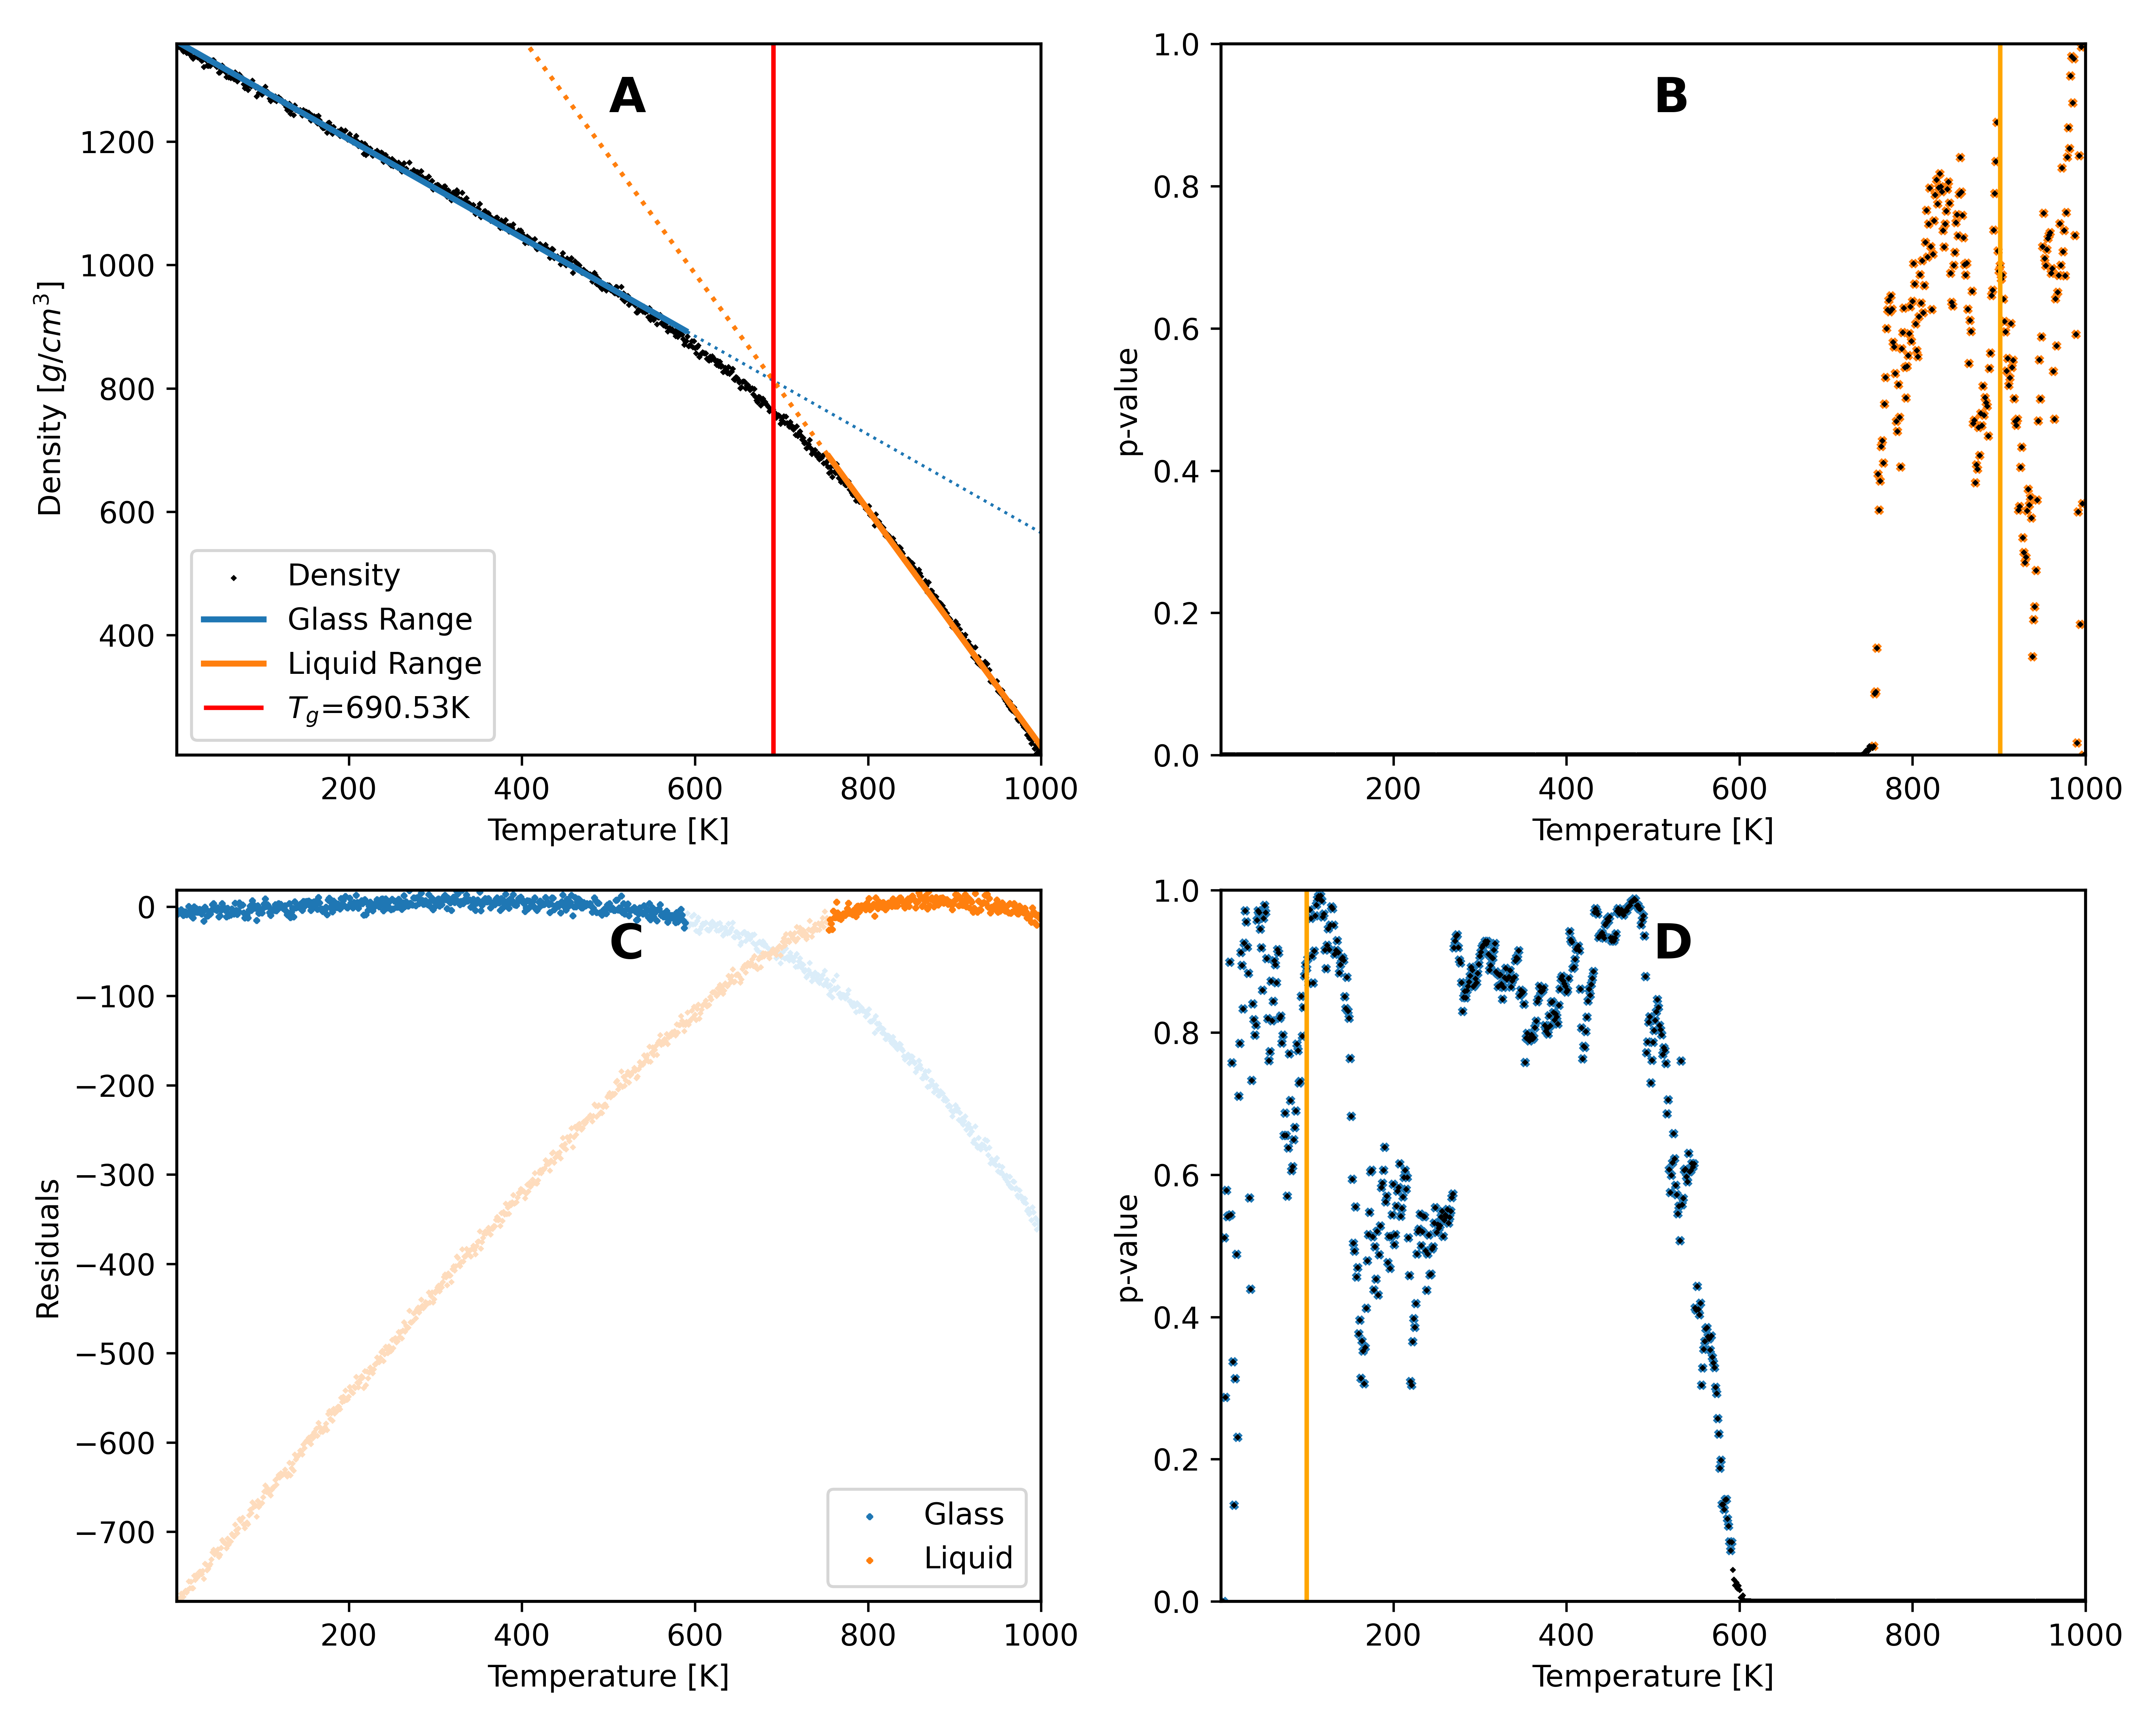 A
1200
1000
800
600
400
Density [g/cm³]
Density
Glass Range
Liquid Range
T_g=690.53K
200 400 600 800 1000
Temperature [K]
B
1.0
0.8
0.6
0.4
0.2
0.0
p-value
200 400 600 800 1000
Temperature [K]
C
0
−100
−200
−300
−400
−500
−600
−700
Residuals
Glass
Liquid
200 400 600 800 1000
Temperature [K]
D
1.0
0.8
0.6
0.4
0.2
0.0
p-value
200 400 600 800 1000
Temperature [K]